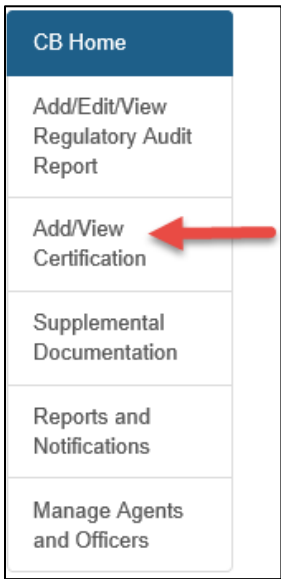 CB Home
Add/Edit/View
Regulatory Audit
Report
Add/View
Certification
Supplemental
Documentation
Reports and
Notifications
Manage Agents
and Officers